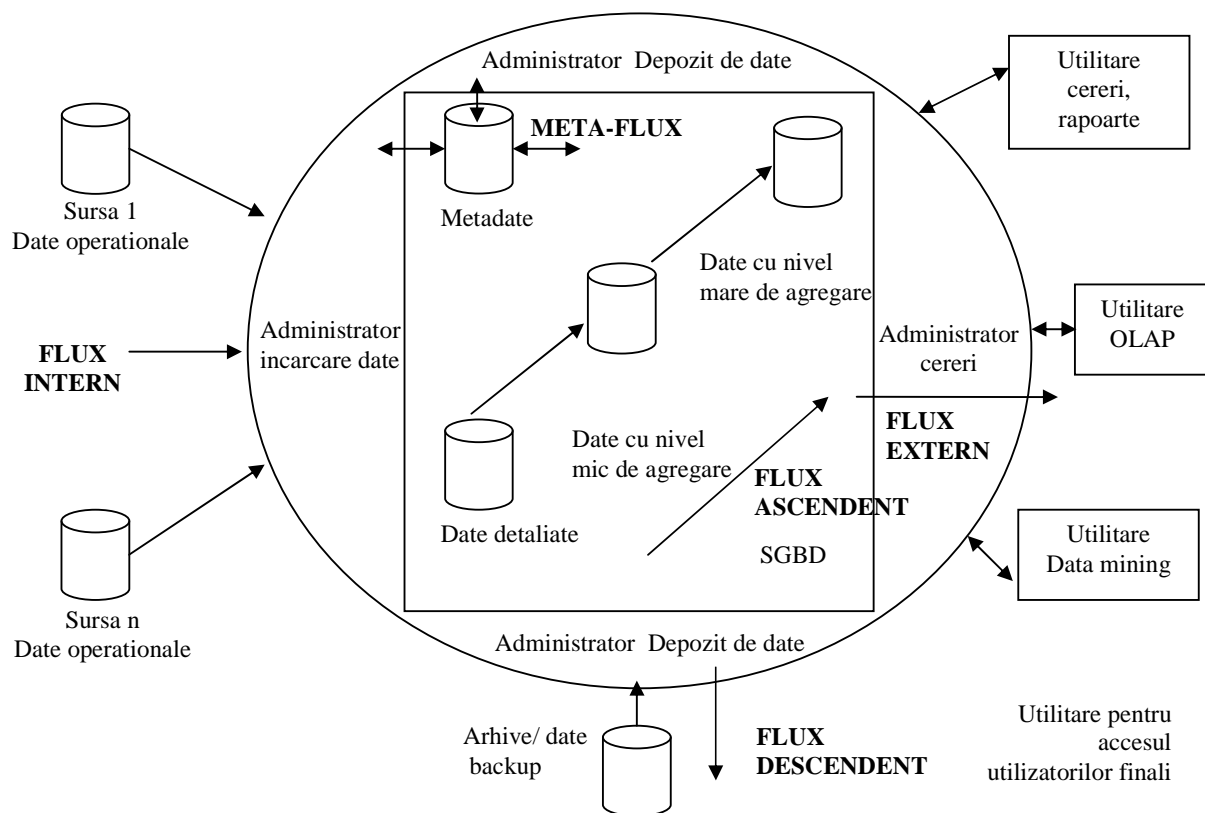 Administrator Depozit de date
Utilitare
cereri,
rapoarte
META-FLUX
Sursa 1
Date operationale
Metadate
Date cu nivel
mare de agregare
Utilitare
OLAP
Administrator
incarcare date
Administrator
cereri
FLUX
INTERN
FLUX
EXTERN
Date cu nivel
mic de agregare
FLUX
ASCENDENT
Date detaliate
SGBD
Utilitare
Data mining
Sursa n
Date operationale
Administrator Depozit de date
Arhive/ date
backup
FLUX
DESCENDENT
Utilitare pentru
accesul
utilizatorilor finali